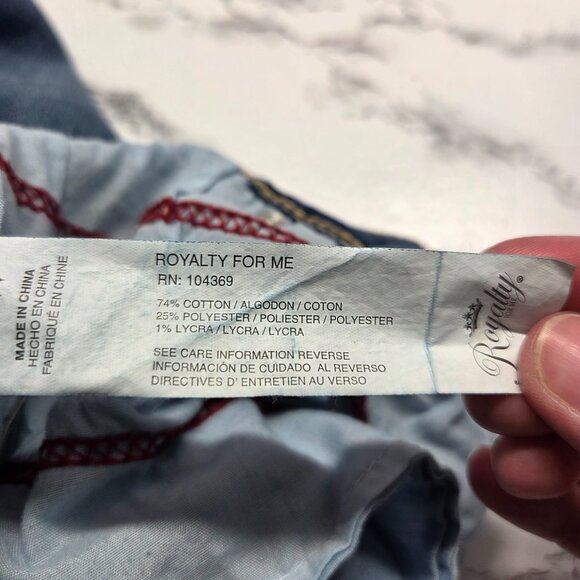 MADE IN CHINA
HECHO EN CHINA
FABRIQUÉ EN CHINE
ROYALTY FOR ME
RN: 104369
74% COTTON / ALGODON / COTON
25% POLYESTER / POLIESTER / POLYESTER
1% LYCRA / LYCRA / LYCRA
SEE CARE INFORMATION REVERSE
INFORMACIÓN DE CUIDADO AL REVERSO
DIRECTIVES D' ENTRETIEN AU VERSO
Royalty
FOR ME
®